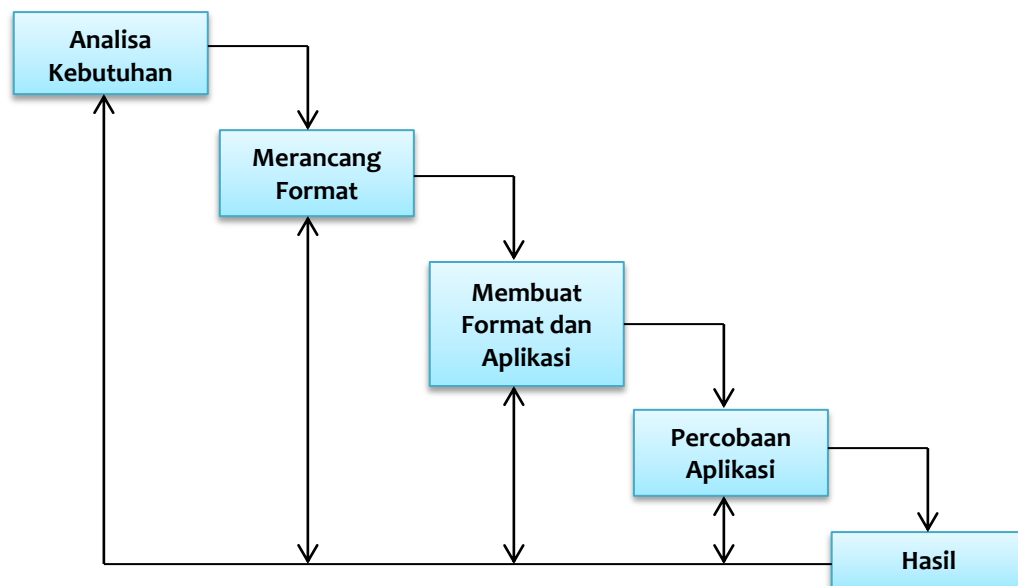 Analisa
Kebutuhan
Merancang
Format
Membuat
Format dan
Aplikasi
Percobaan
Aplikasi
Hasil